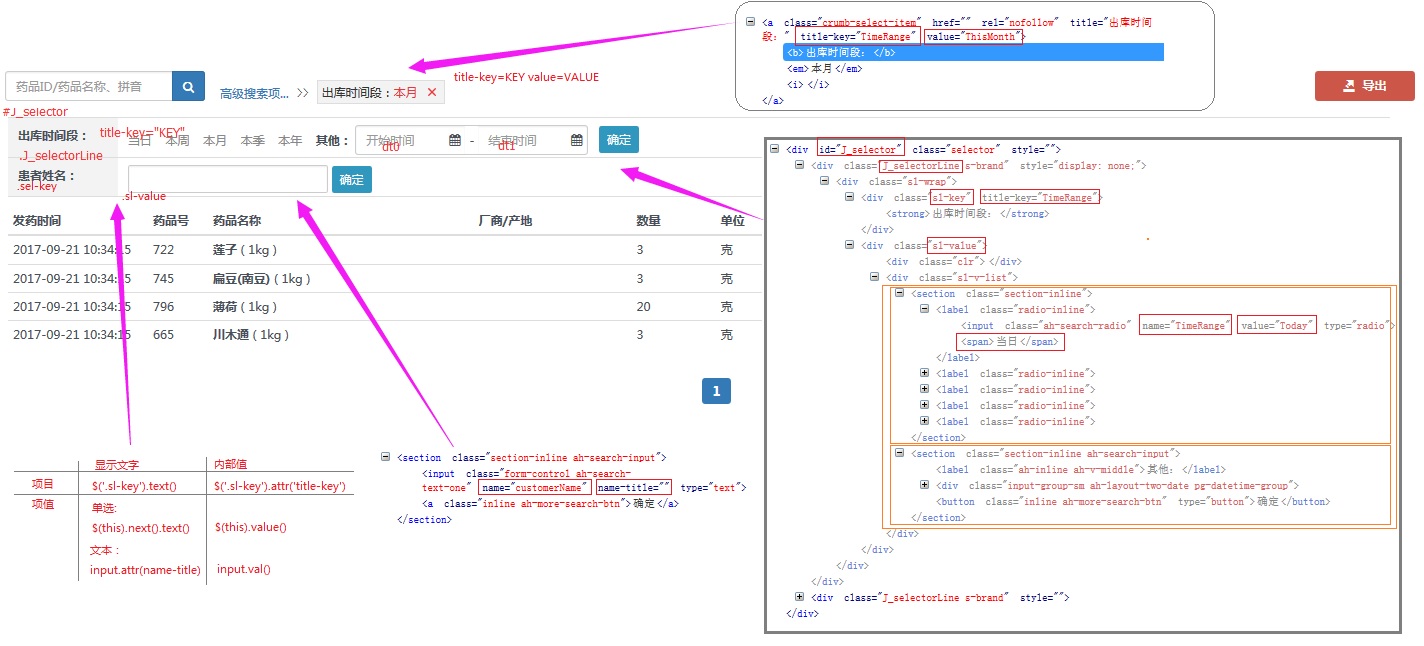 <a class="crumb-select-item" href="" rel="nofollow" title="出库时间
段: " title-key="TimeRange" value="ThisMonth">
<b>出库时间段: </b>
<em>本月</em>
<i></i>
</a>
药品ID/药品名称、拼音
高级搜索项... >>
出库时间段：本月 ×
title-key=KEY value=VALUE
导出
#J_selector
出库时间段：
title-key="KEY"
当日 本周 本月 本季 本年 其他： 开始时间 - 结束时间 确定
dt0 dt1
.J_selectorLine
患者姓名：
.sel-key
确定
.sl-value
发药时间 药品号 药品名称 厂商/产地 数量 单位
2017-09-21 10:34:15 722 莲子 ( 1kg ) 3 克
2017-09-21 10:34:15 745 扁豆(南豆) ( 1kg ) 3 克
2017-09-21 10:34:15 796 薄荷 ( 1kg ) 20 克
2017-09-21 10:34:15 665 川木通 ( 1kg ) 3 克
1
显示文字 内部值
项目 $('.sl-key').text() $('.sl-key').attr('title-key')
项值 单选:
$(this).next().text() $(this).value()
文本：
input.attr(name-title) input.val()
<section class="section-inline ah-search-input">
<input class="form-control ah-search-
text-one" name="customerName" name-title="" type="text">
<a class="inline ah-more-search-btn">确定</a>
</section>
<div id="J_selector" class="selector" style="">
<div class="J_selectorLine s-brand" style="display: none;">
<div class="sl-wrap">
<div class="sl-key" title-key="TimeRange">
<strong>出库时间段: </strong>
</div>
<div class="sl-value">
<div class="clr"></div>
<div class="sl-v-list">
<section class="section-inline">
<label class="radio-inline">
<input class="ah-search-radio" name="TimeRange" value="Today" type="radio">
<span>当日</span>
</label>
<label class="radio-inline">
<label class="radio-inline">
<label class="radio-inline">
<label class="radio-inline">
</section>
<section class="section-inline ah-search-input">
<label class="ah-inline ah-v-middle">其他: </label>
<div class="input-group-sm ah-layout-two-date pg-datetime-group">
<button class="inline ah-more-search-btn" type="button">确定</button>
</section>
</div>
</div>
</div>
</div>
<div class="J_selectorLine s-brand" style="">
</div>